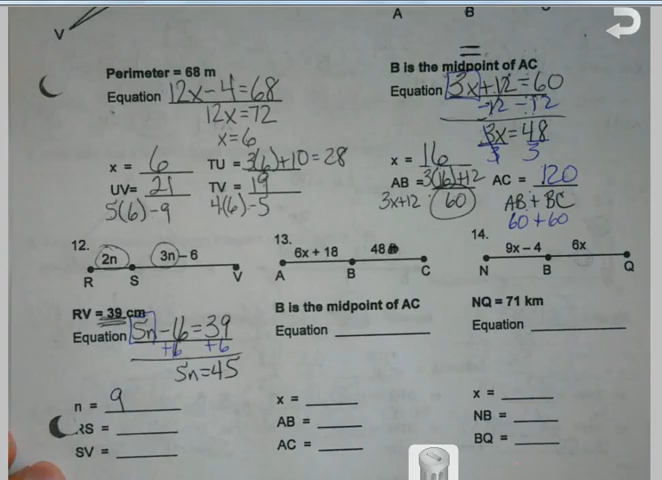 A B
V
Perimeter = 68 m
Equation 12x - 4 = 68
12x = 72
x = 6
x = 6 TU = 3(6)+10 = 28
UV= 21 TV = 19
5(6)-9 4(6)-5
B is the midpoint of AC
Equation 3x+12 = 60
-12 -12
3x = 48
3 3
x = 16
AB = 3(16)+12 AC = 120
3x+12 60 AB + BC
60 + 60
12.
2n 3n - 6
R S V
RV = 39 cm
Equation 5n - 6 = 39
+6 +6
5n = 45
n = 9
RS =
SV =
13.
6x + 18 48
A B C
B is the midpoint of AC
Equation
x =
AB =
AC =
14.
9x - 4 6x
N B Q
NQ = 71 km
Equation
x =
NB =
BQ =